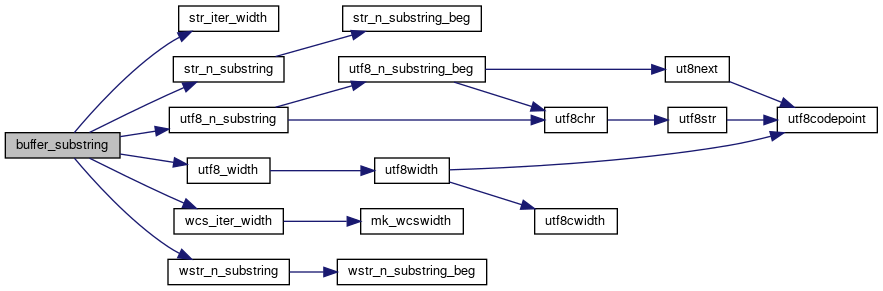 str_iter_width
str_n_substring_beg
str_n_substring
utf8_n_substring_beg
ut8next
utf8_n_substring
utf8chr
utf8str
utf8codepoint
buffer_substring
utf8_width
utf8width
wcs_iter_width
mk_wcswidth
utf8cwidth
wstr_n_substring
wstr_n_substring_beg